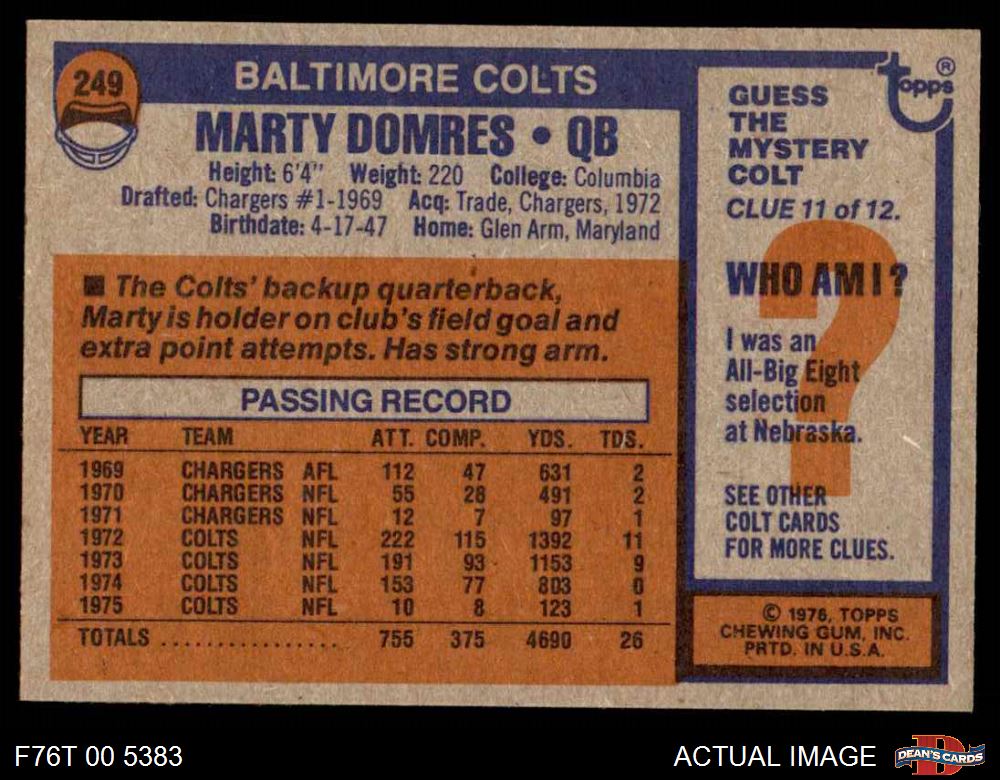 249
BALTIMORE COLTS
MARTY DOMRES • QB
Height: 6'4" Weight: 220 College: Columbia
Drafted: Chargers #1-1969 Acq: Trade, Chargers, 1972
Birthdate: 4-17-47 Home: Glen Arm, Maryland
■ The Colts' backup quarterback,
Marty is holder on club's field goal and
extra point attempts. Has strong arm.
PASSING RECORD
YEAR TEAM ATT. COMP. YDS. TDS.
1969 CHARGERS AFL 112 47 631 2
1970 CHARGERS NFL 55 28 491 2
1971 CHARGERS NFL 12 7 97 1
1972 COLTS NFL 222 115 1392 11
1973 COLTS NFL 191 93 1153 9
1974 COLTS NFL 153 77 803 0
1975 COLTS NFL 10 8 123 1
TOTALS ................ 755 375 4690 26
topps®
GUESS
THE
MYSTERY
COLT
CLUE 11 of 12.
?
WHO AM I?
I was an
All-Big Eight
selection
at Nebraska.
SEE OTHER
COLT CARDS
FOR MORE CLUES.
© 1976, TOPPS
CHEWING GUM, INC.
PRTD. IN U.S.A.
F76T 00 5383
ACTUAL IMAGE
D
DEAN'S CARDS